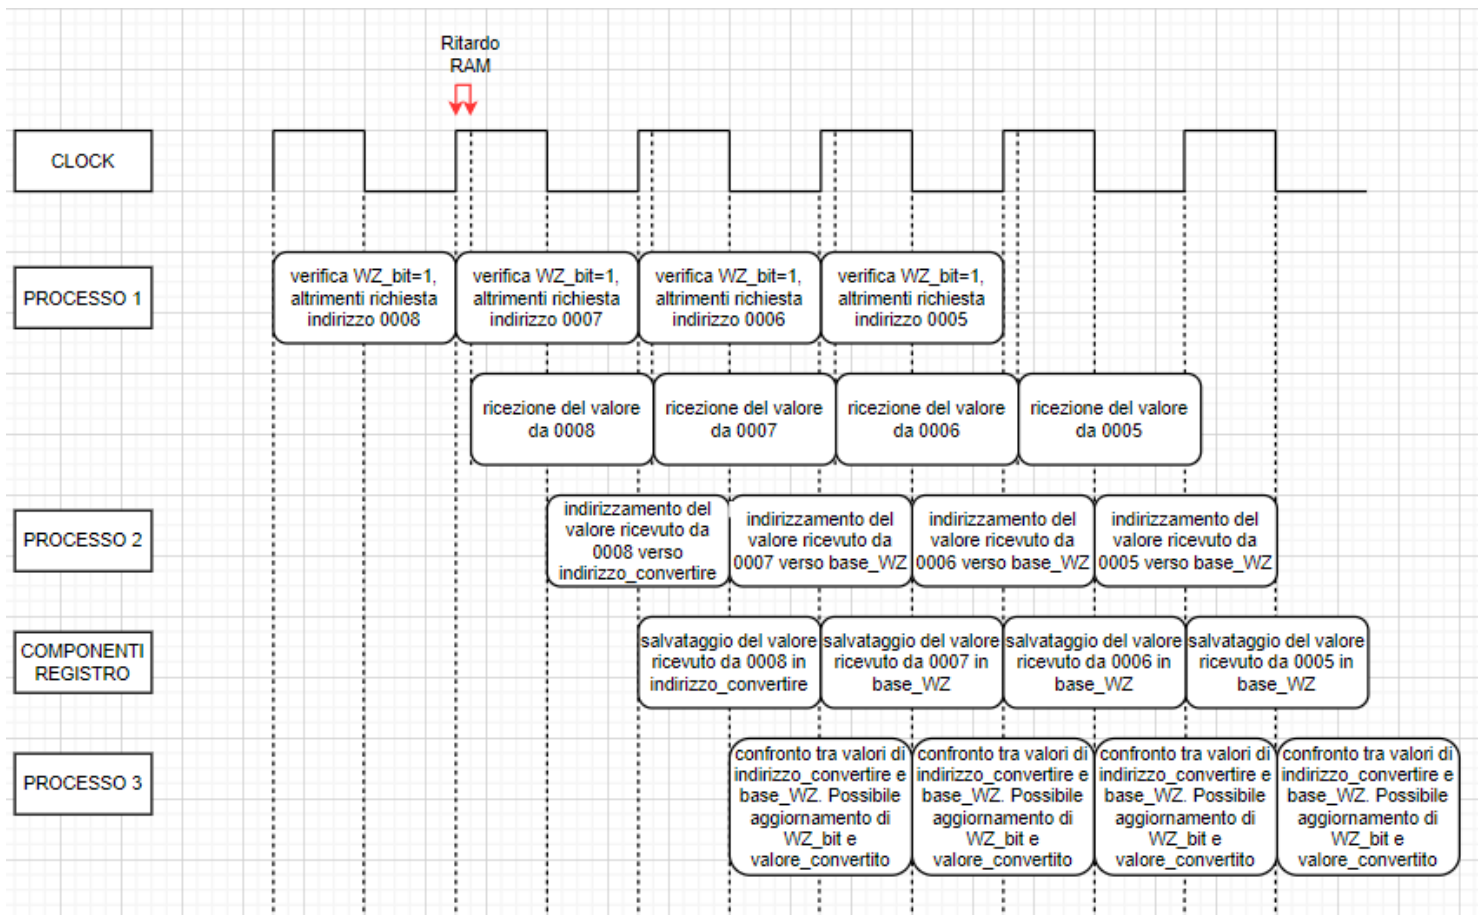 Ritardo
RAM
CLOCK
PROCESSO 1
verifica WZ_bit=1,
altrimenti richiesta
indirizzo 0008
verifica WZ_bit=1,
altrimenti richiesta
indirizzo 0007
verifica WZ_bit=1,
altrimenti richiesta
indirizzo 0006
verifica WZ_bit=1,
altrimenti richiesta
indirizzo 0005
ricezione del valore
da 0008
ricezione del valore
da 0007
ricezione del valore
da 0006
ricezione del valore
da 0005
PROCESSO 2
indirizzamento del
valore ricevuto da
0008 verso
indirizzo_convertire
indirizzamento del
valore ricevuto da
0007 verso base_WZ
indirizzamento del
valore ricevuto da
0006 verso base_WZ
indirizzamento del
valore ricevuto da
0005 verso base_WZ
COMPONENTI
REGISTRO
salvataggio del valore
ricevuto da 0008 in
indirizzo_convertire
salvataggio del valore
ricevuto da 0007 in
base_WZ
salvataggio del valore
ricevuto da 0006 in
base_WZ
salvataggio del valore
ricevuto da 0005 in
base_WZ
PROCESSO 3
confronto tra valori di
indirizzo_convertire e
base_WZ. Possibile
aggiornamento di
WZ_bit e
valore_convertito
confronto tra valori di
indirizzo_convertire e
base_WZ. Possibile
aggiornamento di
WZ_bit e
valore_convertito
confronto tra valori di
indirizzo_convertire e
base_WZ. Possibile
aggiornamento di
WZ_bit e
valore_convertito
confronto tra valori di
indirizzo_convertire e
base_WZ. Possibile
aggiornamento di
WZ_bit e
valore_convertito